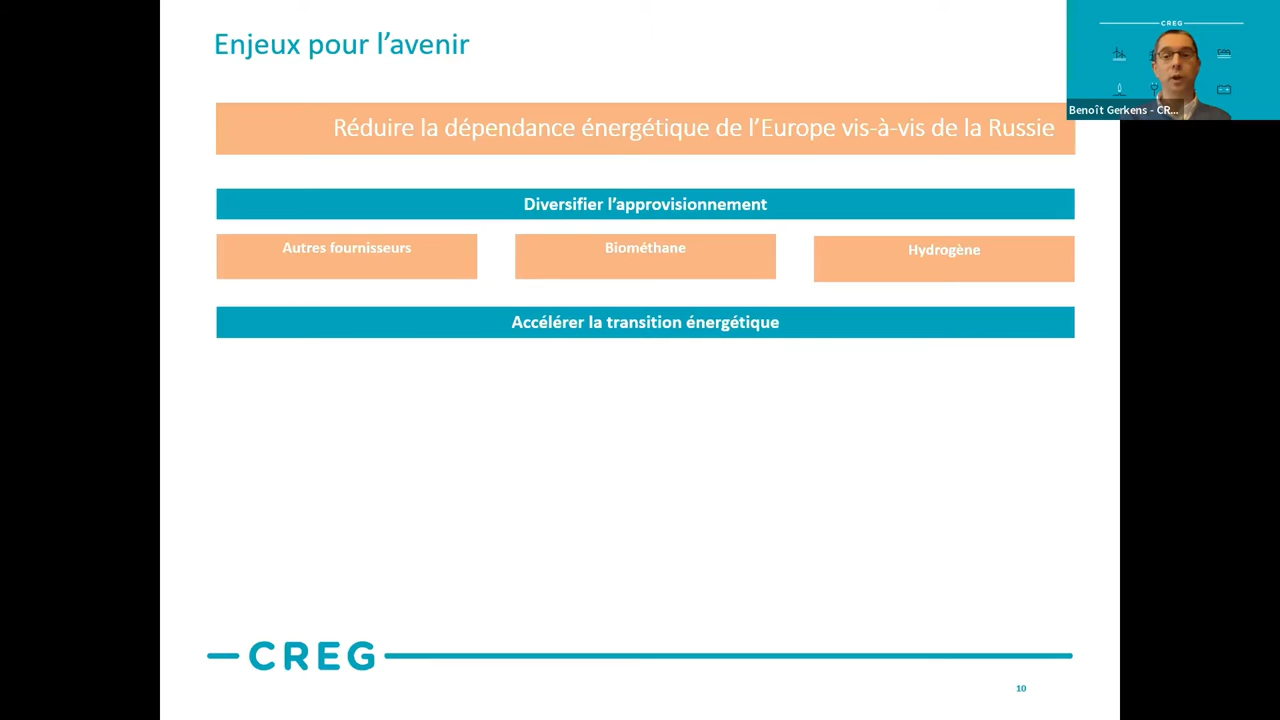 Enjeux pour l'avenir
CREG
Benoît Gerkens - CR...
Réduire la dépendance énergétique de l'Europe vis-à-vis de la Russie
Diversifier l'approvisionnement
Autres fournisseurs
Biométhane
Hydrogène
Accélérer la transition énergétique
CREG
10